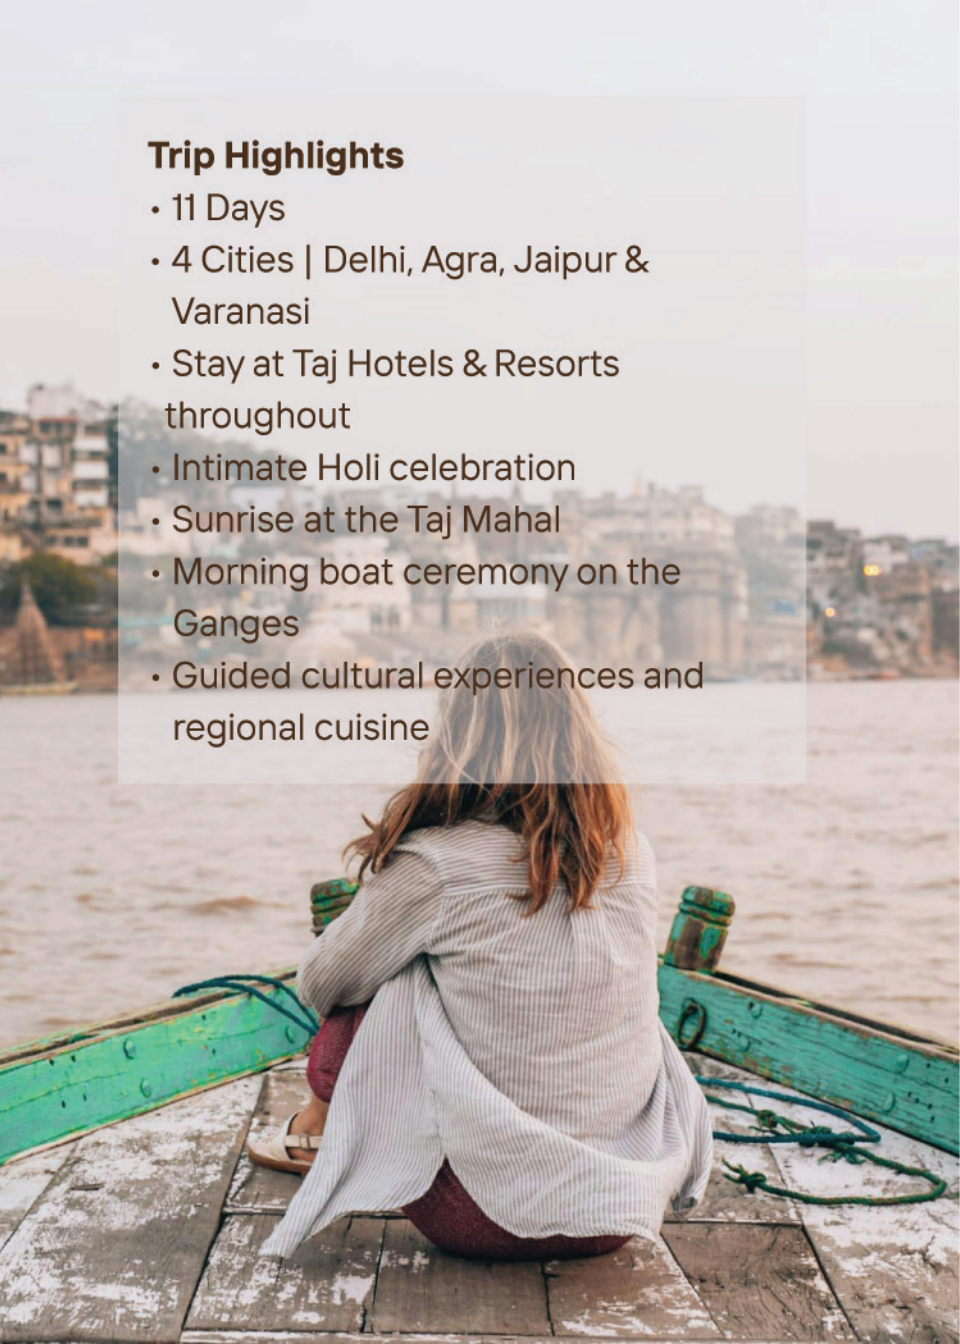 Trip Highlights
• 11 Days
• 4 Cities | Delhi, Agra, Jaipur &
Varanasi
• Stay at Taj Hotels & Resorts
throughout
• Intimate Holi celebration
• Sunrise at the Taj Mahal
• Morning boat ceremony on the
Ganges
• Guided cultural experiences and
regional cuisine